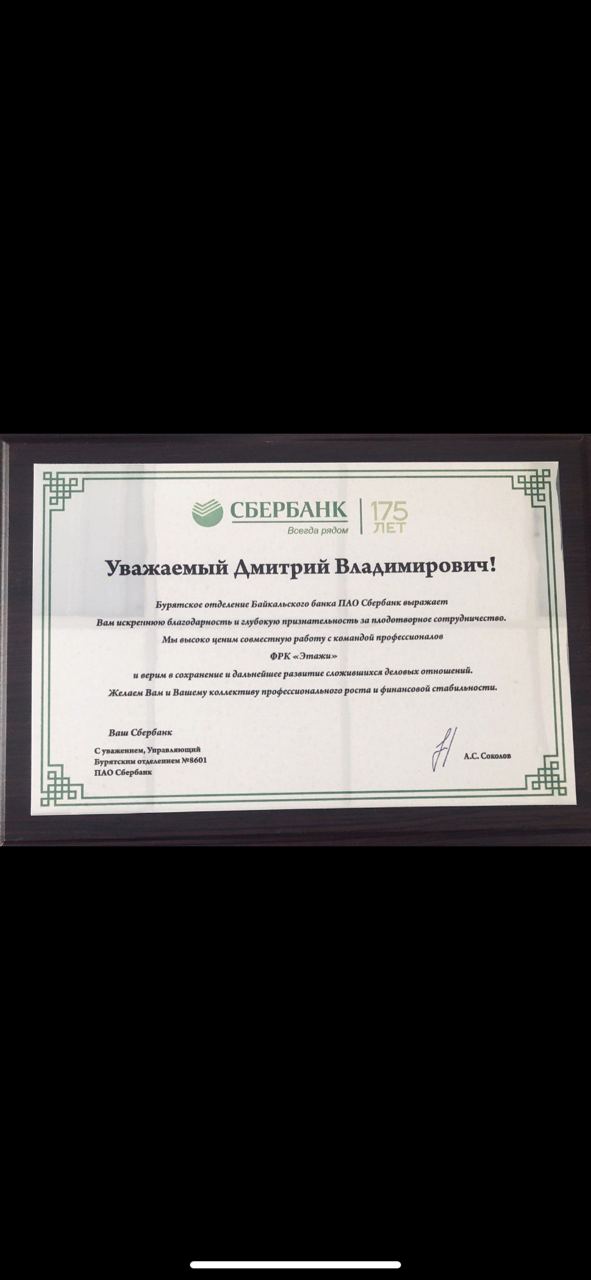 СБЕРБАНК
Всегда рядом
175
ЛЕТ
Уважаемый Дмитрий Владимирович!
Бурятское отделение Байкальского банка ПАО Сбербанк выражает
Вам искреннюю благодарность и глубокую признательность за плодотворное сотрудничество.
Мы высоко ценим совместную работу с командой профессионалов
ФРК «Этажи»
и верим в сохранение и дальнейшее развитие сложившихся деловых отношений.
Желаем Вам и Вашему коллективу профессионального роста и финансовой стабильности.
Ваш Сбербанк
С уважением, Управляющий
Бурятским отделением №8601
ПАО Сбербанк
А.С. Соколов